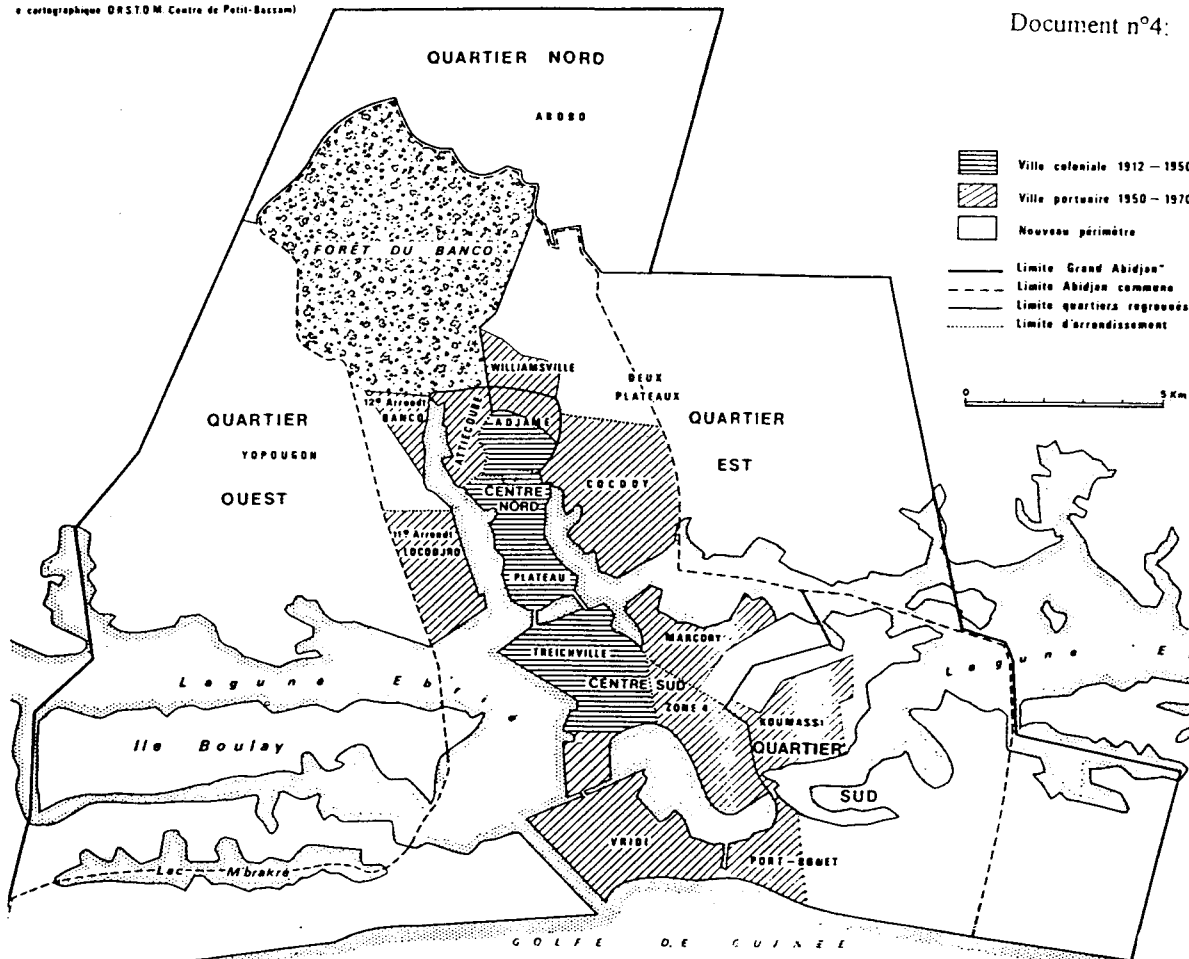 e cartographique O.R.S.T.O.M. Centre de Petit-Bassam)
Document n°4:
QUARTIER NORD
ABOBO
Ville coloniale 1912 – 1950
Ville portuaire 1950 – 1970
Nouveau périmètre
Limite Grand Abidjan"
Limite Abidjan commune
Limite quartiers regroupés
Limite d'arrondissement
0 5 Km
FORÊT DU BANCO
WILLIAMSVILLE
DEUX
PLATEAUX
12e Arrondt
BANCO
ATTIECOUBE
ADJAME
QUARTIER
YOPOUGON
OUEST
QUARTIER
EST
COCODY
CENTRE
NORD
11e Arrondt
LOCODJRO
PLATEAU
MARCORY
TREICHVILLE
CENTRE SUD
ZONE 4
KOUMASSI
QUARTIER
SUD
Lagune Ebrié
Lagune E
Ile Boulay
VRIDI
PORT-BOUET
Lac M'brakré
GOLFE DE GUINEE